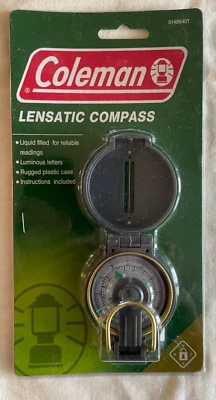 Coleman
LENSATIC COMPASS
• Liquid filled for reliable
readings
• Luminous letters
• Rugged plastic case
• Instructions included